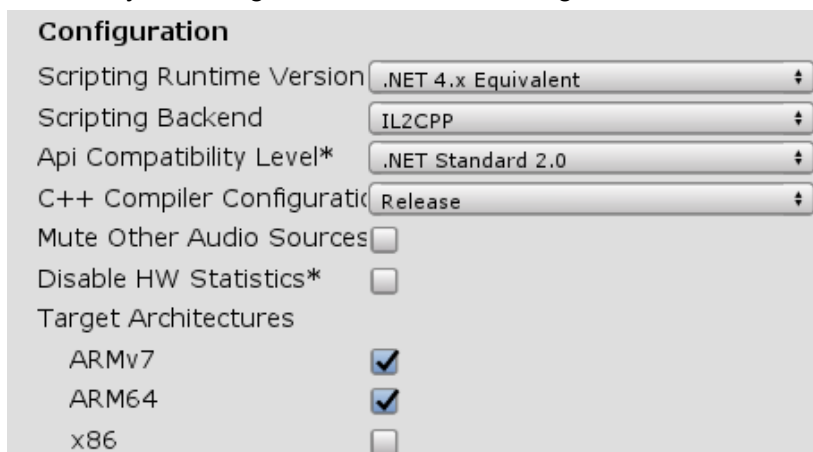 Configuration
Scripting Runtime Version .NET 4.x Equivalent
Scripting Backend IL2CPP
Api Compatibility Level* .NET Standard 2.0
C++ Compiler Configuratic Release
Mute Other Audio Sources
Disable HW Statistics*
Target Architectures
ARMv7
ARM64
x86